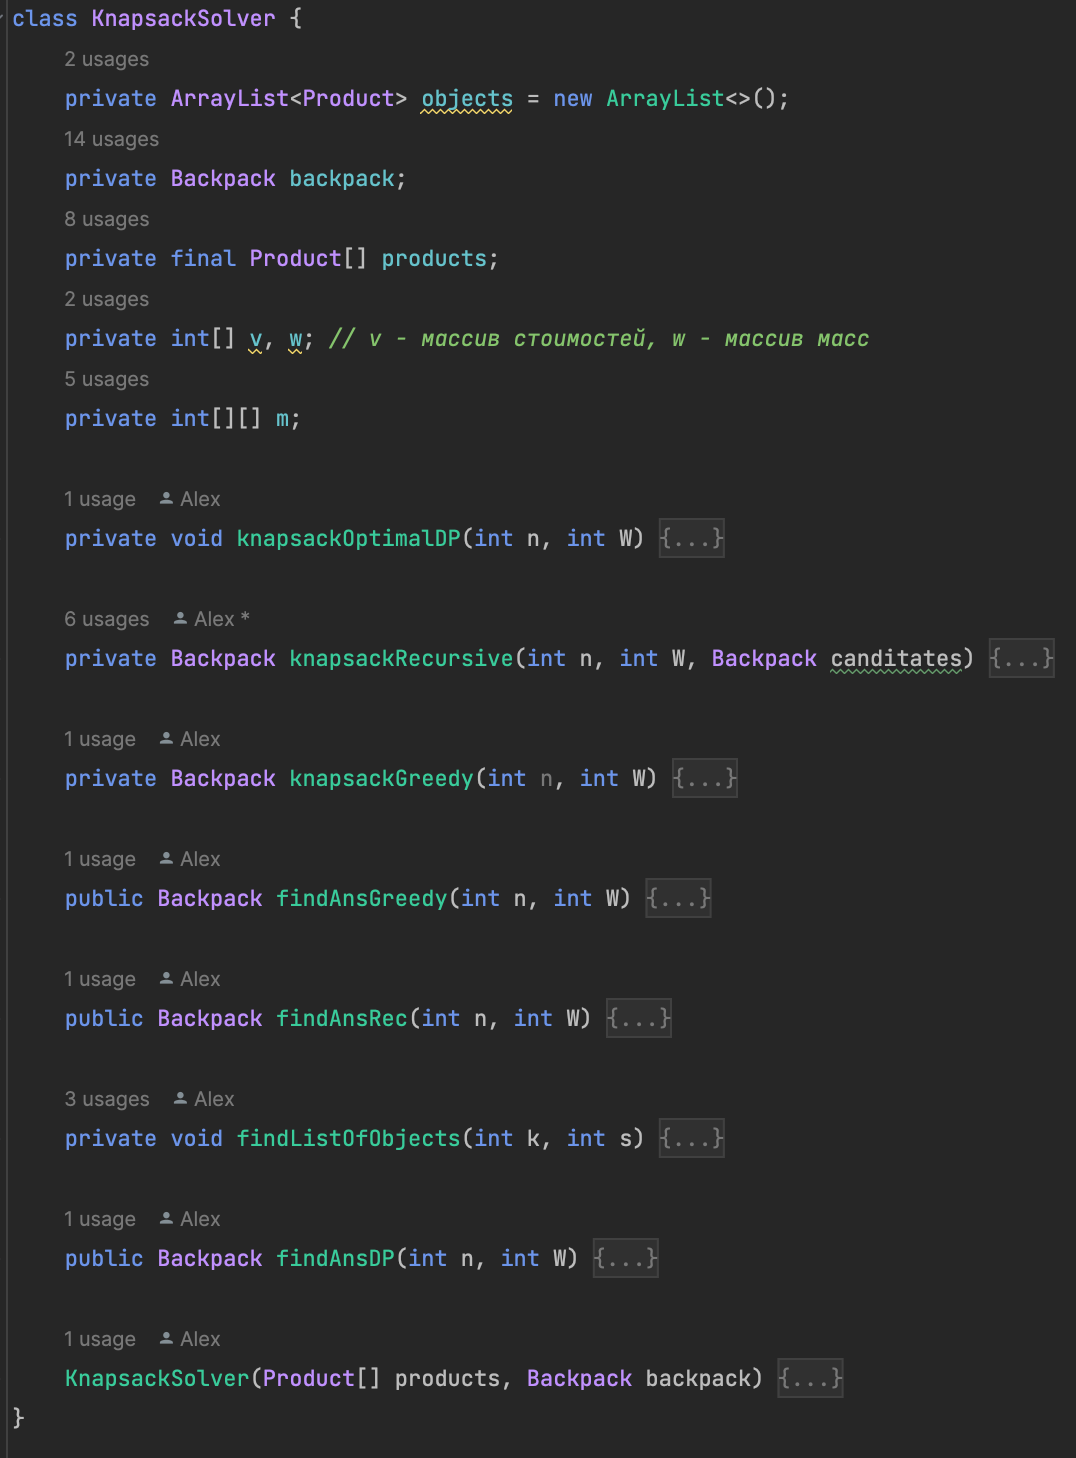 class KnapsackSolver {
2 usages
private ArrayList<Product> objects = new ArrayList<>();
14 usages
private Backpack backpack;
8 usages
private final Product[] products;
2 usages
private int[] v, w; // v - массив стоимостей, w - массив масс
5 usages
private int[][] m;
1 usage Alex
private void knapsackOptimalDP(int n, int W) {...}
6 usages Alex *
private Backpack knapsackRecursive(int n, int W, Backpack canditates) {...}
1 usage Alex
private Backpack knapsackGreedy(int n, int W) {...}
1 usage Alex
public Backpack findAnsGreedy(int n, int W) {...}
1 usage Alex
public Backpack findAnsRec(int n, int W) {...}
3 usages Alex
private void findListOfObjects(int k, int s) {...}
1 usage Alex
public Backpack findAnsDP(int n, int W) {...}
1 usage Alex
KnapsackSolver(Product[] products, Backpack backpack) {...}
}